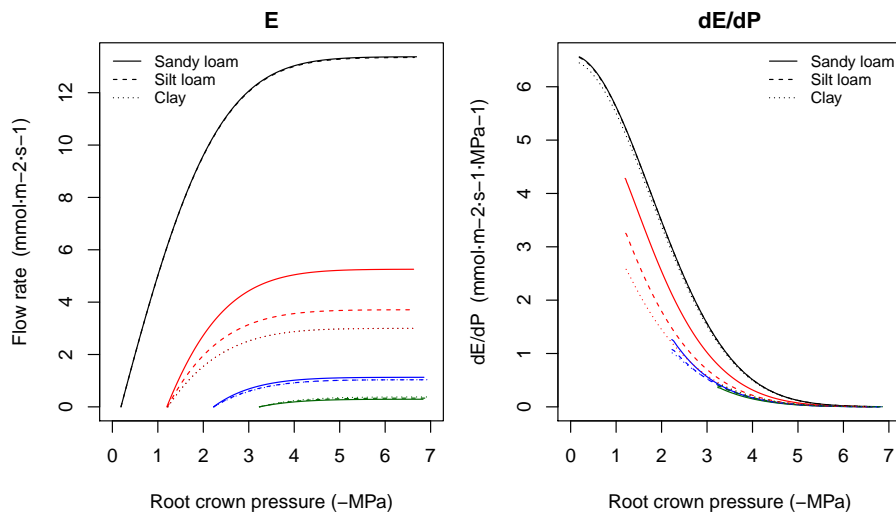 E
Flow rate (mmol·m−2·s−1)
0 2 4 6 8 10 12
Sandy loam
Silt loam
Clay
0 1 2 3 4 5 6 7
Root crown pressure (−MPa)
dE/dP
dE/dP (mmol·m−2·s−1·MPa−1)
0 1 2 3 4 5 6
Sandy loam
Silt loam
Clay
0 1 2 3 4 5 6 7
Root crown pressure (−MPa)